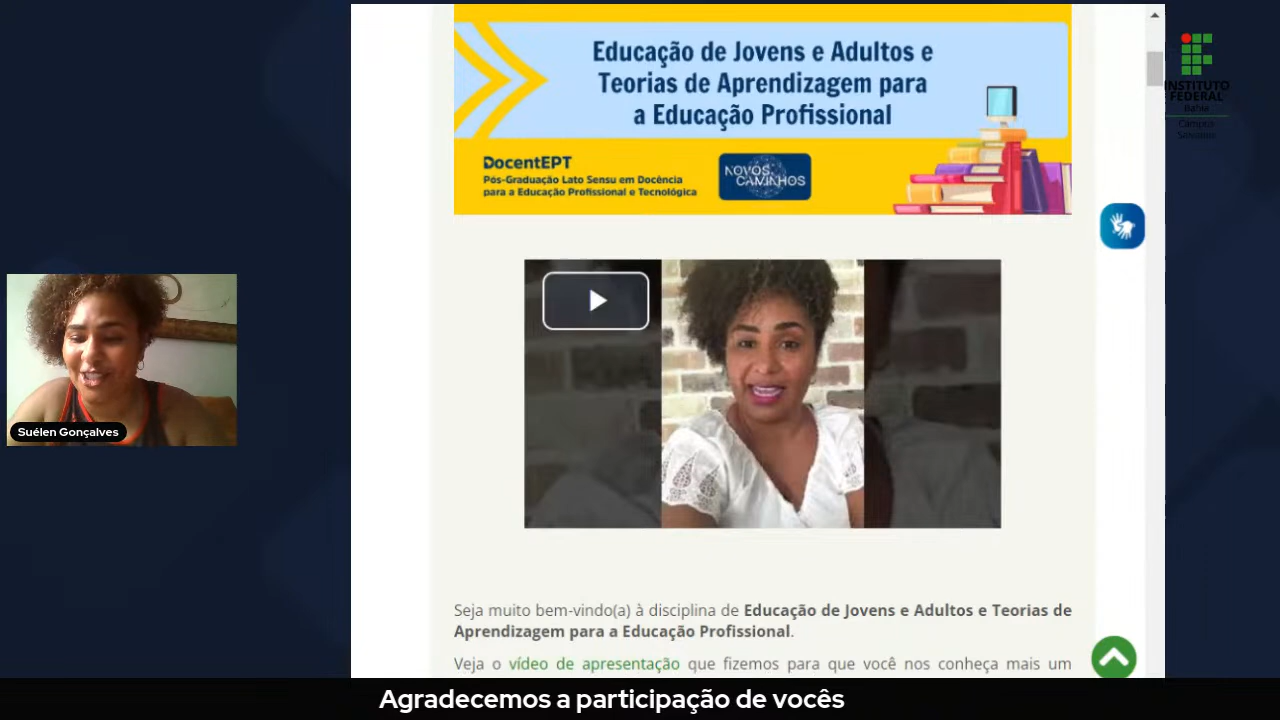 Educação de Jovens e Adultos e
Teorias de Aprendizagem para
a Educação Profissional
DocentEPT
Pós-Graduação Lato Sensu em Docência
para a Educação Profissional e Tecnológica
NOVOS
CAMINHOS
INSTITUTO
FEDERAL
Bahia
Câmpus
Salvador
Suélen Gonçalves
Seja muito bem-vindo(a) à disciplina de Educação de Jovens e Adultos e Teorias de
Aprendizagem para a Educação Profissional.
Veja o vídeo de apresentação que fizemos para que você nos conheça mais um
Agradecemos a participação de vocês